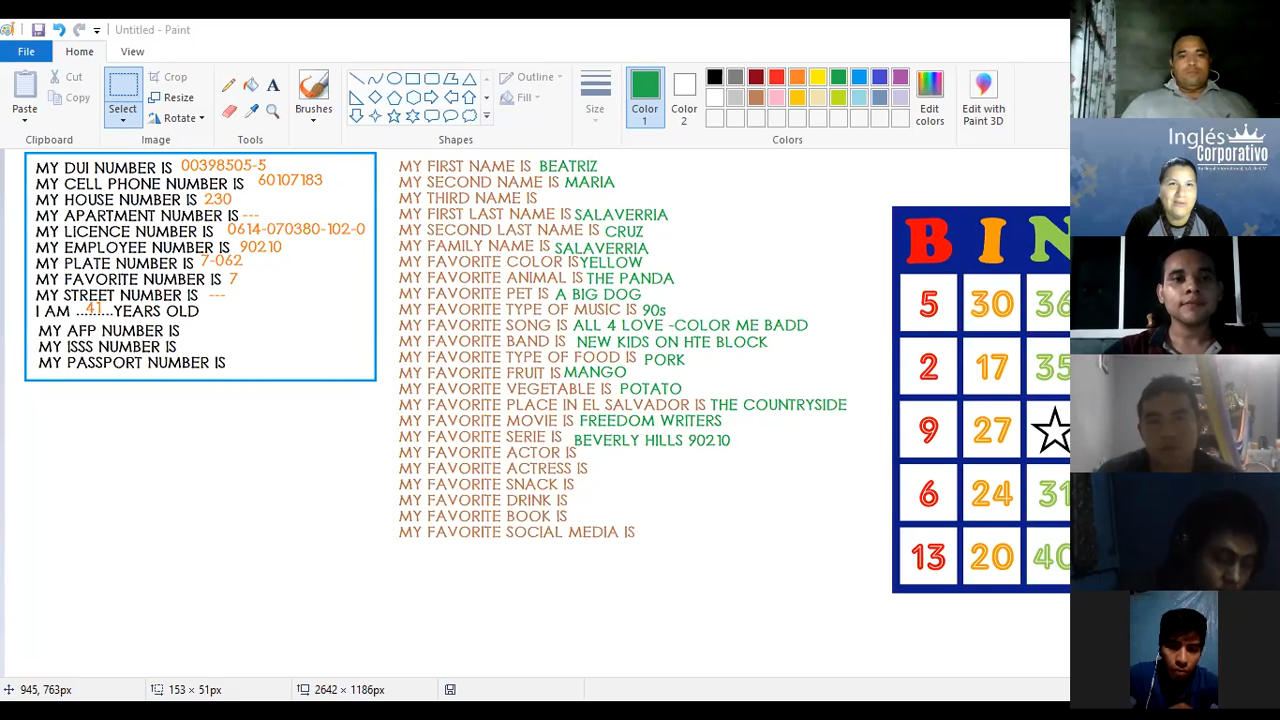 Untitled - Paint
File Home View
Paste
Cut
Copy
Clipboard
Select
Crop
Resize
Rotate
Image
Tools
Brushes
Shapes
Outline
Fill
Size
Color 1
Color 2
Colors
Edit colors
Edit with Paint 3D
MY DUI NUMBER IS 00398505-5
MY CELL PHONE NUMBER IS 60107183
MY HOUSE NUMBER IS 230
MY APARTMENT NUMBER IS ---
MY LICENCE NUMBER IS 0614-070380-102-0
MY EMPLOYEE NUMBER IS 90210
MY PLATE NUMBER IS 7-062
MY FAVORITE NUMBER IS 7
MY STREET NUMBER IS ---
I AM ....41....YEARS OLD
MY AFP NUMBER IS
MY ISSS NUMBER IS
MY PASSPORT NUMBER IS
MY FIRST NAME IS BEATRIZ
MY SECOND NAME IS MARIA
MY THIRD NAME IS
MY FIRST LAST NAME IS SALAVERRIA
MY SECOND LAST NAME IS CRUZ
MY FAMILY NAME IS SALAVERRIA
MY FAVORITE COLOR IS YELLOW
MY FAVORITE ANIMAL IS THE PANDA
MY FAVORITE PET IS A BIG DOG
MY FAVORITE TYPE OF MUSIC IS 90s
MY FAVORITE SONG IS ALL 4 LOVE -COLOR ME BADD
MY FAVORITE BAND IS NEW KIDS ON HTE BLOCK
MY FAVORITE TYPE OF FOOD IS PORK
MY FAVORITE FRUIT IS MANGO
MY FAVORITE VEGETABLE IS POTATO
MY FAVORITE PLACE IN EL SALVADOR IS THE COUNTRYSIDE
MY FAVORITE MOVIE IS FREEDOM WRITERS
MY FAVORITE SERIE IS BEVERLY HILLS 90210
MY FAVORITE ACTOR IS
MY FAVORITE ACTRESS IS
MY FAVORITE SNACK IS
MY FAVORITE DRINK IS
MY FAVORITE BOOK IS
MY FAVORITE SOCIAL MEDIA IS
B I N
5 30 36
2 17 35
9 27
6 24 31
13 20 40
Inglés
Corporativo
945, 763px
153 × 51px
2642 × 1186px